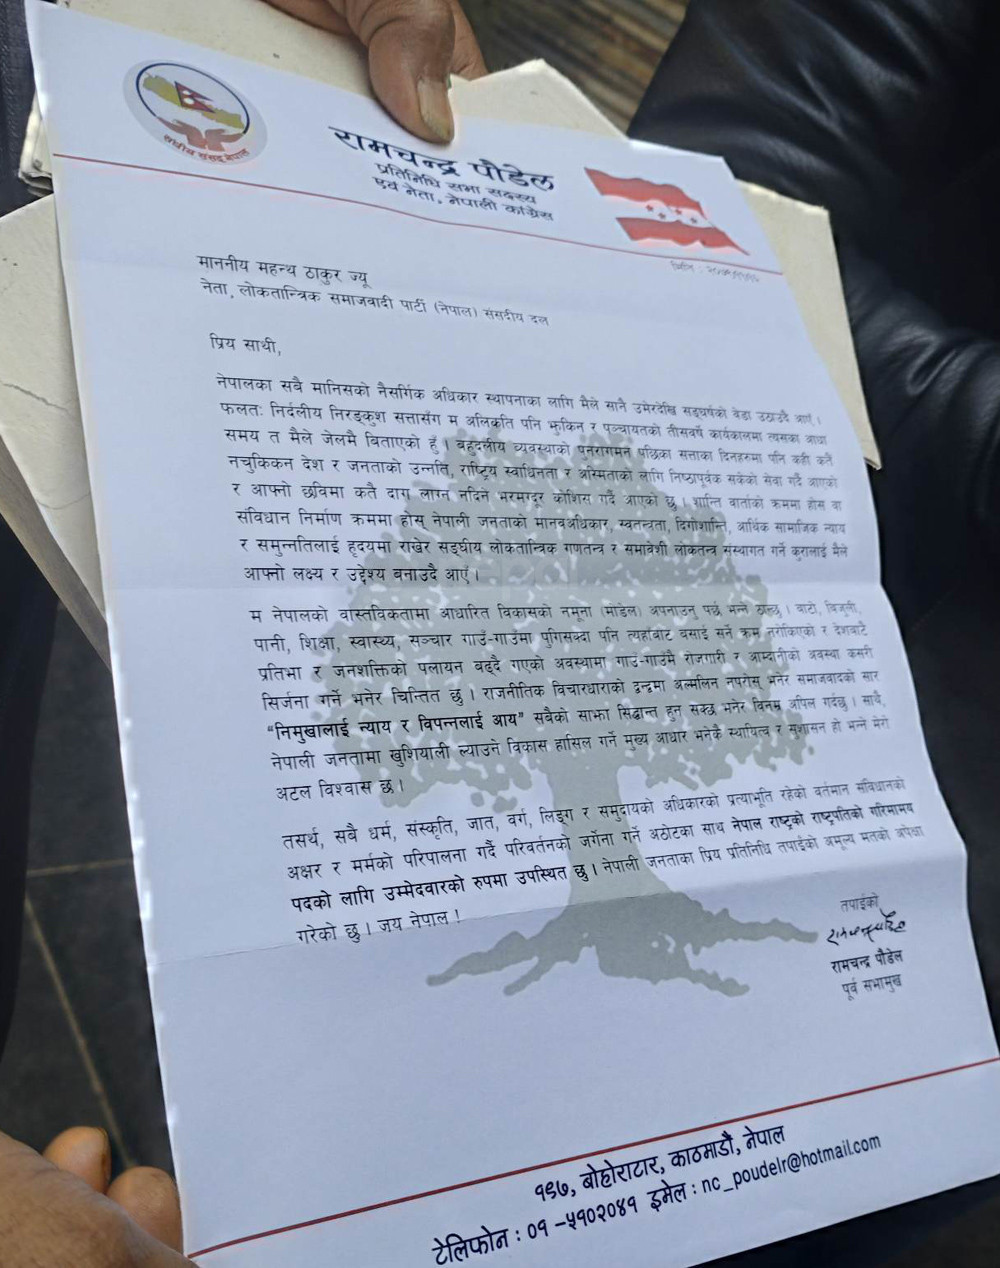 संघीय संसद नेपाल
रामचन्द्र पौडेल
प्रतिनिधि सभा सदस्य
एवं नेता, नेपाली कांग्रेस
मिति :
माननीय महन्थ ठाकुर ज्यू
नेता, लोकतान्त्रिक समाजवादी पार्टी (नेपाल) संसदीय दल
प्रिय साथी,
नेपालका सबै मानिसको नैसर्गिक अधिकार स्थापनाका लागि मैले सानै उमेरदेखि सङ्घर्षको वेडा उठाउदै आएँ ।
फलतः निर्दलीय निरङ्कुश सत्तासँग म अलिकति पनि झुकिन र पञ्चायतको तीसवर्षे कार्यकालमा त्यसका आधा
समय त मैले जेलमै बिताएको हुँ । बहुदलीय व्यवस्थाको पुनरागमन पछिका सत्ताका दिनहरुमा पनि कही कतै
नचुकिकन देश र जनताको उन्नति, राष्ट्रिय स्वाधिनता र अस्मिताको लागि निष्ठापूर्वक सकेको सेवा गर्दै आएको
र आफ्नो छविमा कतै दाग लाग्न नदिने भरमग्दूर कोशिस गर्दै आएको छु । शान्ति वार्ताको क्रममा होस् वा
संविधान निर्माण क्रममा होस् नेपाली जनताको मानवअधिकार, स्वतन्त्रता, दिगोशान्ति, आर्थिक सामाजिक न्याय
र समुन्नतिलाई हृदयमा राखेर सङ्घीय लोकतान्त्रिक गणतन्त्र र समावेशी लोकतन्त्र संस्थागत गर्ने कुरालाई मैले
आफ्नो लक्ष्य र उद्देश्य बनाउदै आएँ ।
म नेपालको वास्तविकतामा आधारित विकासको नमूना (मोडेल) अपनाउनु पर्छ भन्ने ठान्छु । बाटो, बिजुली,
पानी, शिक्षा, स्वास्थ्य, सञ्चार गाउँ-गाउँमा पुगिसक्दा पनि त्यहाँबाट बसाई सर्ने क्रम नरोकिएको र देशबाटै
प्रतिभा र जनशक्तिको पलायन बढ्दै गएको अवस्थामा गाउँ-गाउँमै रोजगारी र आम्दानीको अवस्था कसरी
सिर्जना गर्ने भनेर चिन्तित छु । राजनीतिक विचारधाराको द्वन्द्वमा अल्मलिन नपरोस् भनेर समाजवादको सार
“निमुखालाई न्याय र विपन्नलाई आय” सबैको साझा सिद्धान्त हुन सक्छ भनेर विनम्र अपिल गर्दछु । साथै,
नेपाली जनतामा खुशियाली ल्याउने विकास हासिल गर्ने मुख्य आधार भनेकै स्थायित्व र सुशासन हो भन्ने मेरो
अटल विश्वास छ ।
तसर्थ, सबै धर्म, संस्कृति, जात, वर्ग, लिङ्ग र समुदायको अधिकारको प्रत्याभूति रहेको वर्तमान संविधानको
अक्षर र मर्मको परिपालना गर्दै परिवर्तनको जर्गेना गर्ने अठोटका साथ नेपाल राष्ट्रको राष्ट्रपतिको गरिमामय
पदको लागि उम्मेदवारको रुपमा उपस्थित छु । नेपाली जनताका प्रिय प्रतिनिधि तपाईंको अमूल्य मतको अपेक्षा
गरेको छु । जय नेपाल !
तपाईंको
रामचन्द्र पौडेल
पूर्व सभामुख
१९७, बोहोराटार, काठमाडौं, नेपाल
टेलिफोन : ०१ –५१०२०४१ इमेल : nc_poudelr@hotmail.com